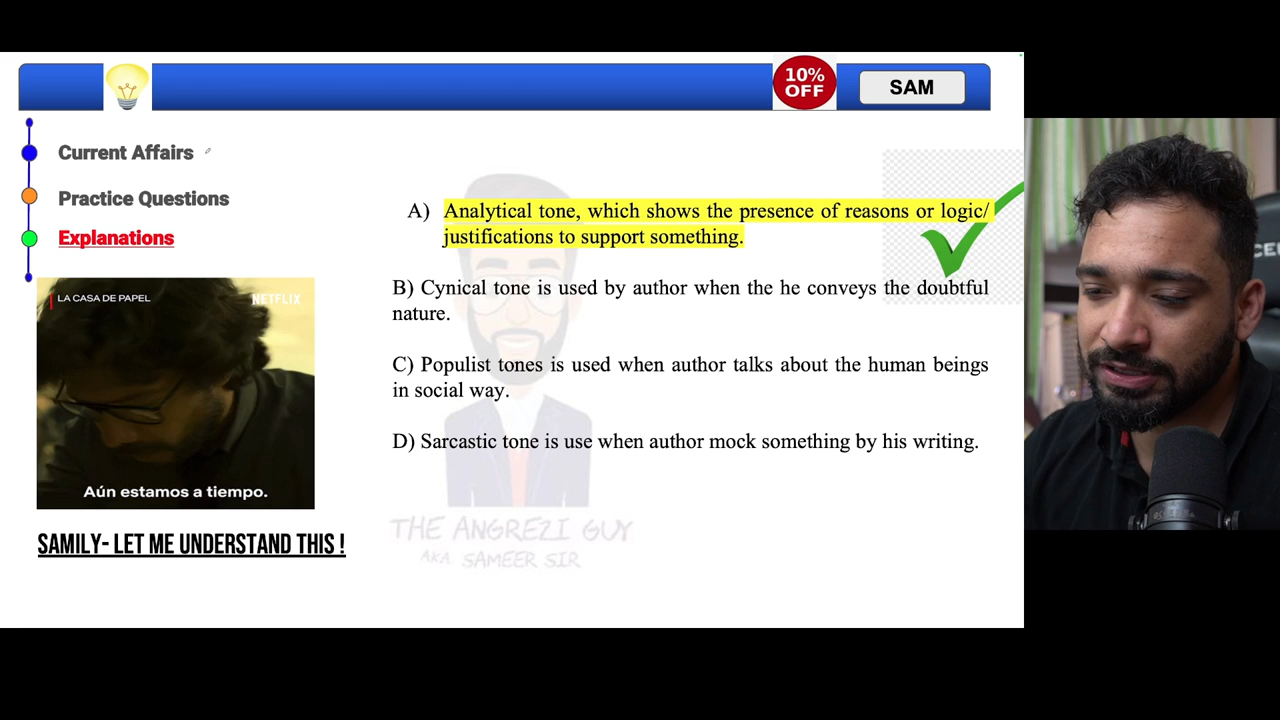 10%
OFF
SAM
Current Affairs
Practice Questions
Explanations
LA CASA DE PAPEL
NETFLIX
Aún estamos a tiempo.
SAMILY- LET ME UNDERSTAND THIS !
A) Analytical tone, which shows the presence of reasons or logic/
justifications to support something.
B) Cynical tone is used by author when the he conveys the doubtful
nature.
C) Populist tones is used when author talks about the human beings
in social way.
D) Sarcastic tone is use when author mock something by his writing.
THE ANGREZI GUY
AKA SAMEER SIR